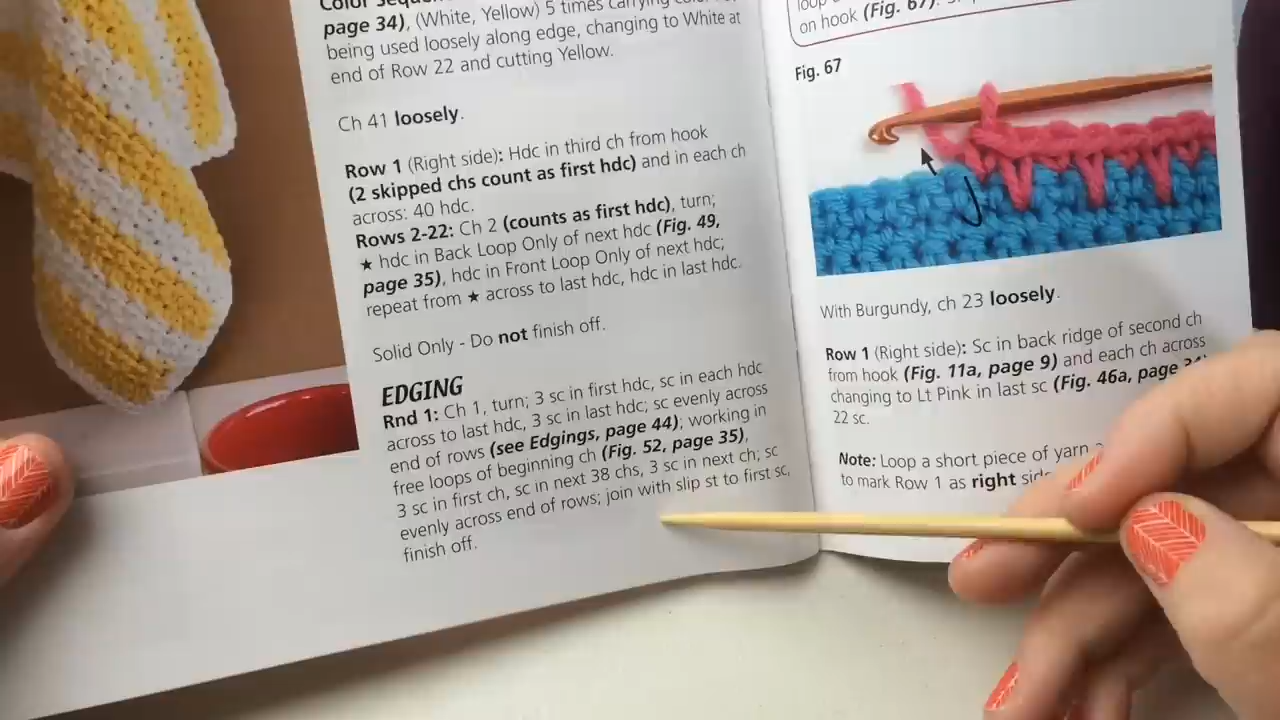 Color Sequence
page 34), (White, Yellow) 5 times carrying color
being used loosely along edge, changing to White at
end of Row 22 and cutting Yellow.
Ch 41 loosely.
Row 1 (Right side): Hdc in third ch from hook
(2 skipped chs count as first hdc) and in each ch
across: 40 hdc.
Rows 2-22: Ch 2 (counts as first hdc), turn;
★ hdc in Back Loop Only of next hdc (Fig. 49,
page 35), hdc in Front Loop Only of next hdc;
repeat from ★ across to last hdc, hdc in last hdc.
Solid Only - Do not finish off.
EDGING
Rnd 1: Ch 1, turn; 3 sc in first hdc, sc in each hdc
across to last hdc, 3 sc in last hdc; sc evenly across
end of rows (see Edgings, page 44); working in
free loops of beginning ch (Fig. 52, page 35),
3 sc in first ch, sc in next 38 chs, 3 sc in next ch; sc
evenly across end of rows; join with slip st to first sc,
finish off.
loop
on hook (Fig. 67).
Fig. 67
With Burgundy, ch 23 loosely.
Row 1 (Right side): Sc in back ridge of second ch
from hook (Fig. 11a, page 9) and each ch across
changing to Lt Pink in last sc (Fig. 46a, page
22 sc.
Note: Loop a short piece of yarn
to mark Row 1 as right side